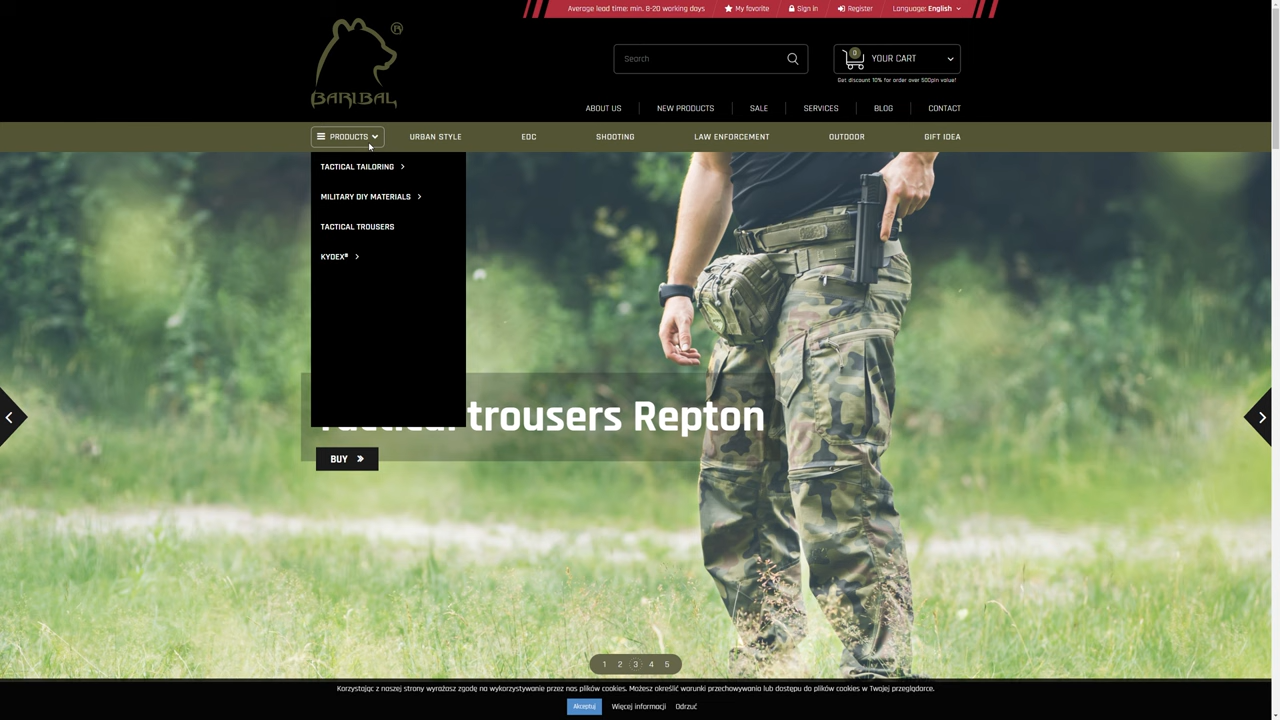 Average lead time: min. 8-20 working days
My favorite
Sign in
Register
Language: English
BARIBAL
®
Search
0
YOUR CART
Get discount 10% for order over 500pln value!
ABOUT US
NEW PRODUCTS
SALE
SERVICES
BLOG
CONTACT
PRODUCTS
URBAN STYLE
EDC
SHOOTING
LAW ENFORCEMENT
OUTDOOR
GIFT IDEA
TACTICAL TAILORING
MILITARY DIY MATERIALS
TACTICAL TROUSERS
KYDEX®
Tactical trousers Repton
BUY
1 2 3 4 5
Korzystając z naszej strony wyrażasz zgodę na wykorzystywanie przez nas plików cookies. Możesz określić warunki przechowywania lub dostępu do plików cookies w Twojej przeglądarce.
Akceptuj
Więcej informacji
Odrzuć